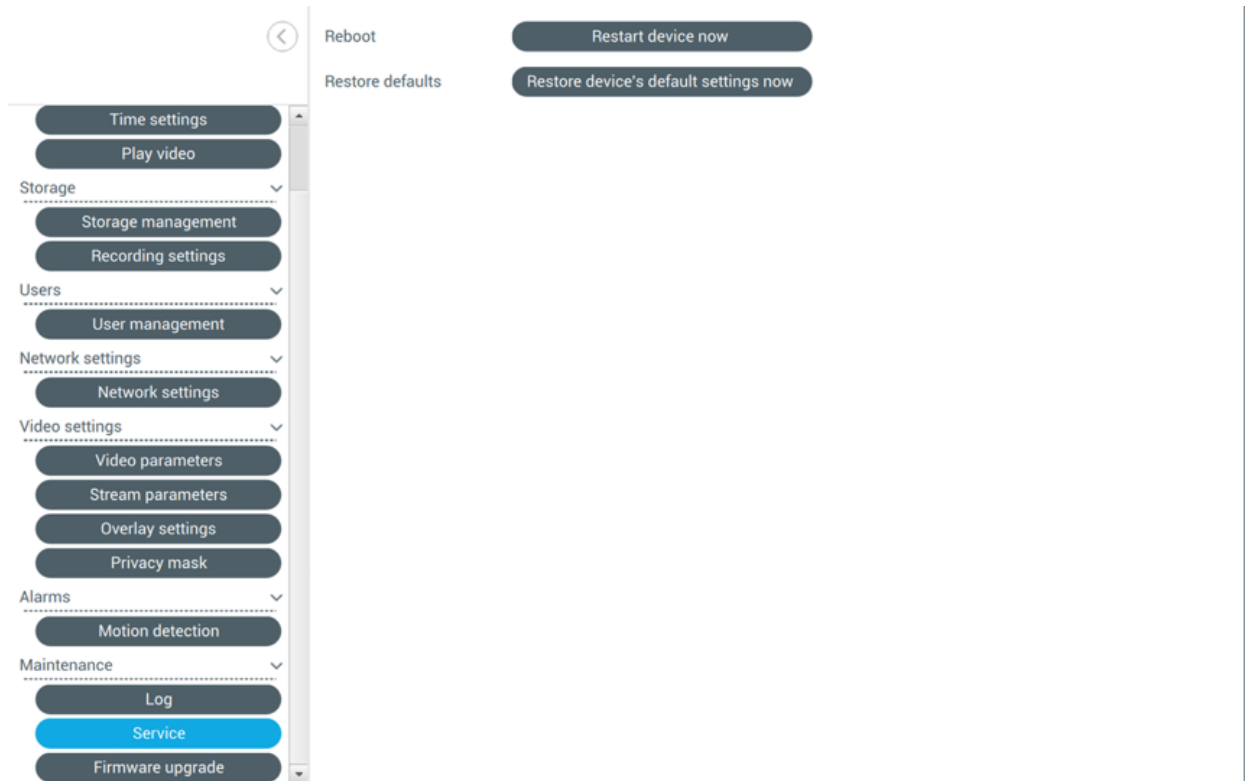 Reboot
Restart device now
Restore defaults
Restore device's default settings now
Time settings
Play video
Storage
Storage management
Recording settings
Users
User management
Network settings
Network settings
Video settings
Video parameters
Stream parameters
Overlay settings
Privacy mask
Alarms
Motion detection
Maintenance
Log
Service
Firmware upgrade